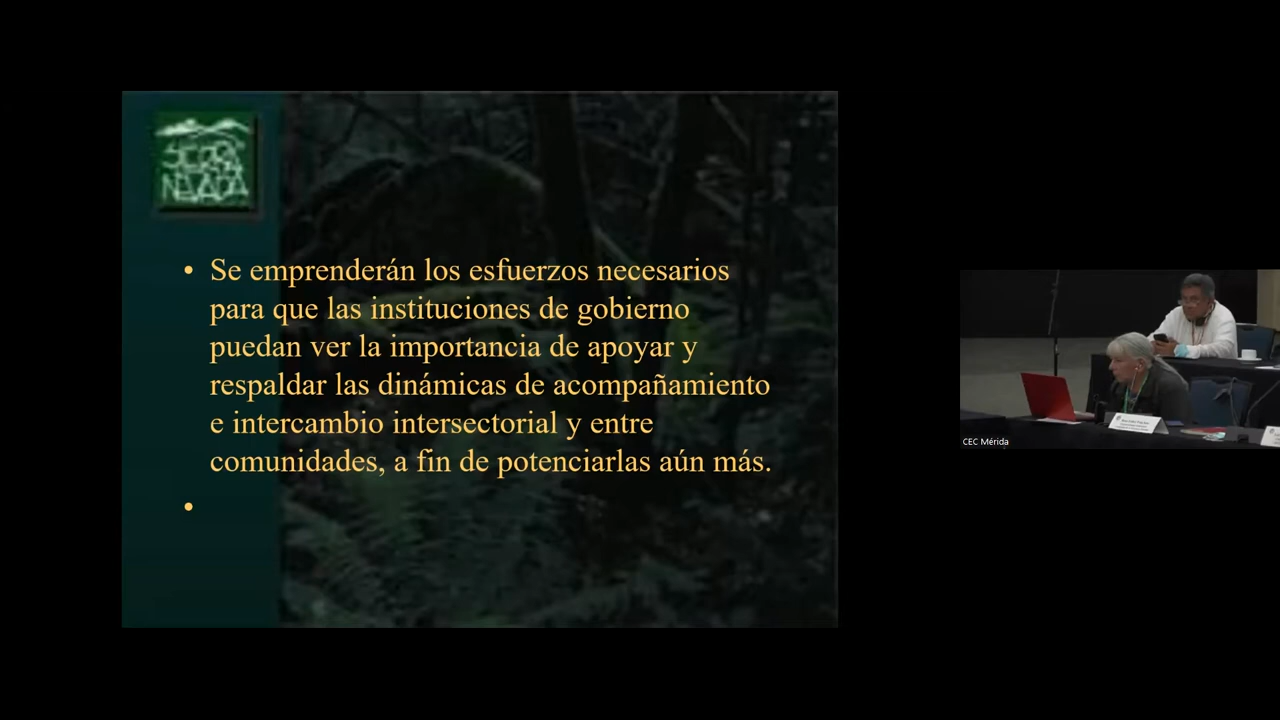 SIERRA
NEVADA
• Se emprenderán los esfuerzos necesarios
para que las instituciones de gobierno
puedan ver la importancia de apoyar y
respaldar las dinámicas de acompañamiento
e intercambio intersectorial y entre
comunidades, a fin de potenciarlas aún más.
•
CEC Mérida